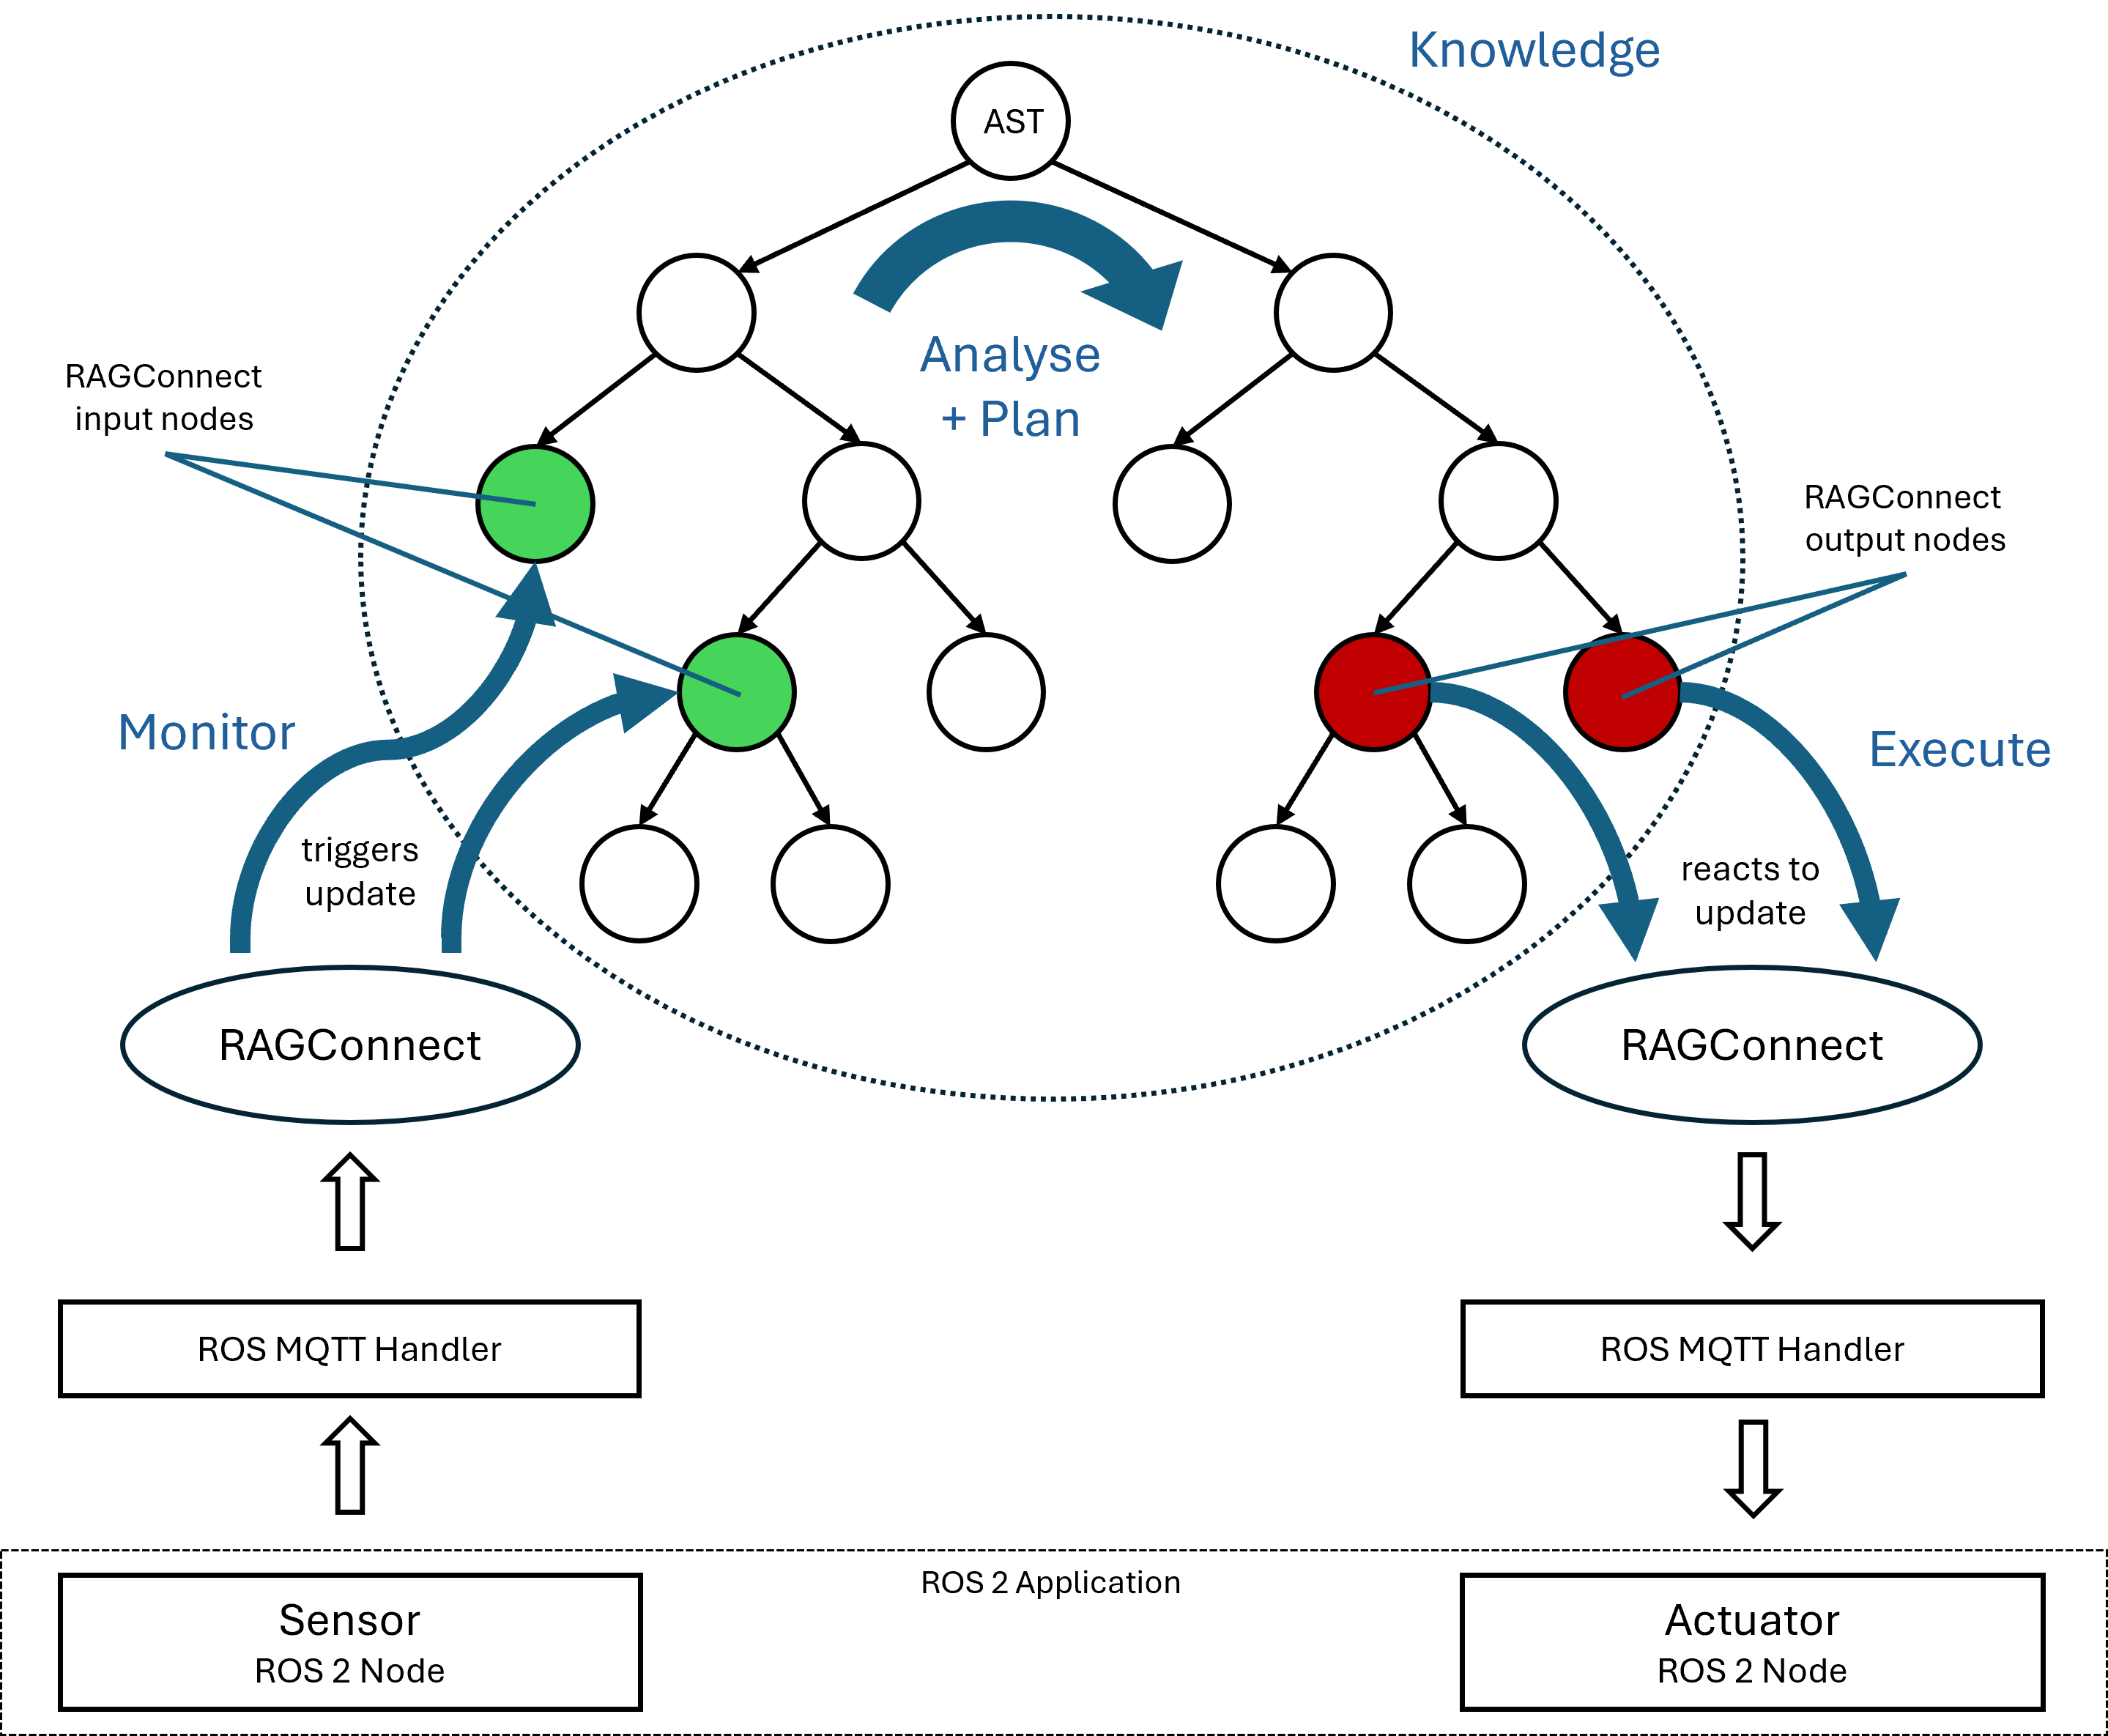 Knowledge
AST
Analyse
+ Plan
RAGConnect
input nodes
RAGConnect
output nodes
Monitor
Execute
triggers
update
reacts to
update
RAGConnect
RAGConnect
ROS MQTT Handler
ROS MQTT Handler
ROS 2 Application
Sensor
ROS 2 Node
Actuator
ROS 2 Node